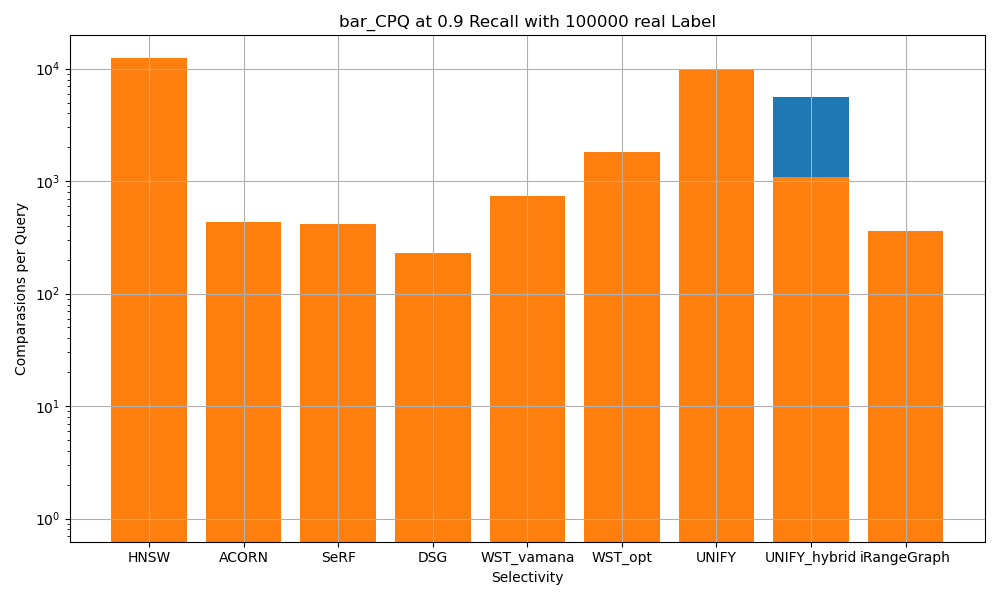 bar_CPQ at 0.9 Recall with 100000 real Label
Comparasions per Query
10^4
10^3
10^2
10^1
10^0
HNSW ACORN SeRF DSG WST_vamana WST_opt UNIFY UNIFY_hybrid iRangeGraph
Selectivity